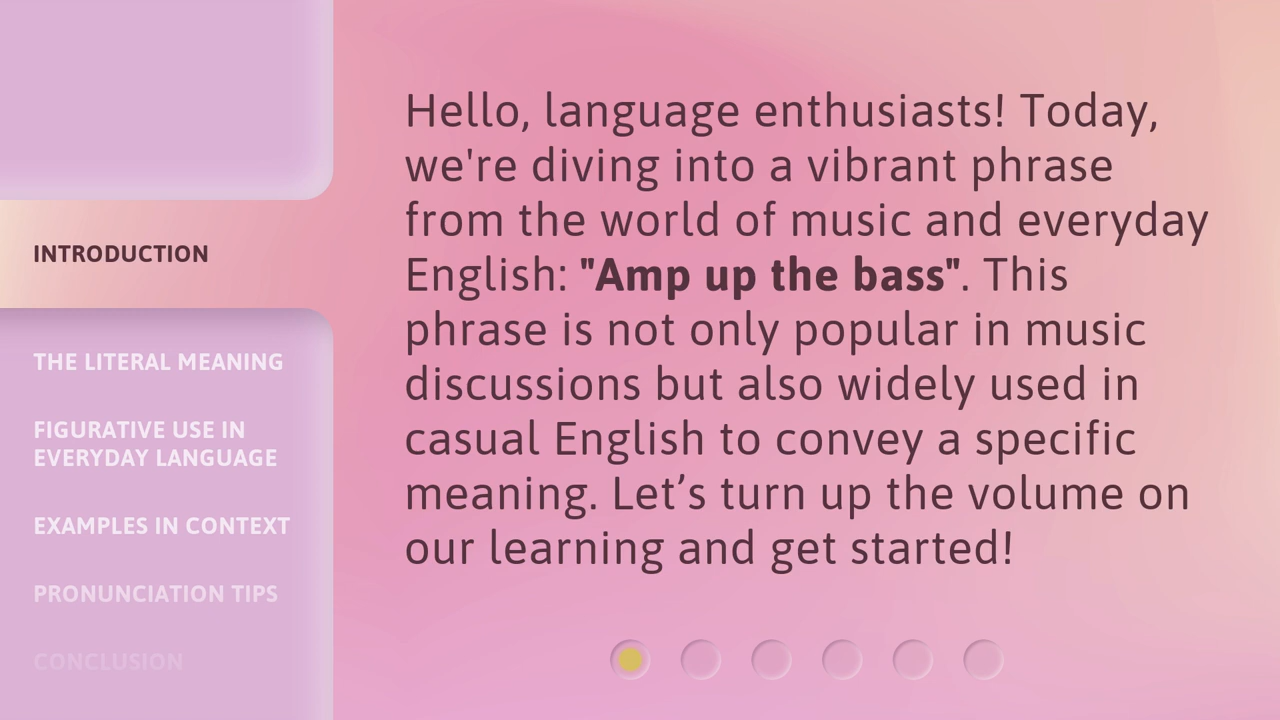 INTRODUCTION
THE LITERAL MEANING
FIGURATIVE USE IN
EVERYDAY LANGUAGE
EXAMPLES IN CONTEXT
PRONUNCIATION TIPS
CONCLUSION
Hello, language enthusiasts! Today,
we're diving into a vibrant phrase
from the world of music and everyday
English: "Amp up the bass". This
phrase is not only popular in music
discussions but also widely used in
casual English to convey a specific
meaning. Let’s turn up the volume on
our learning and get started!